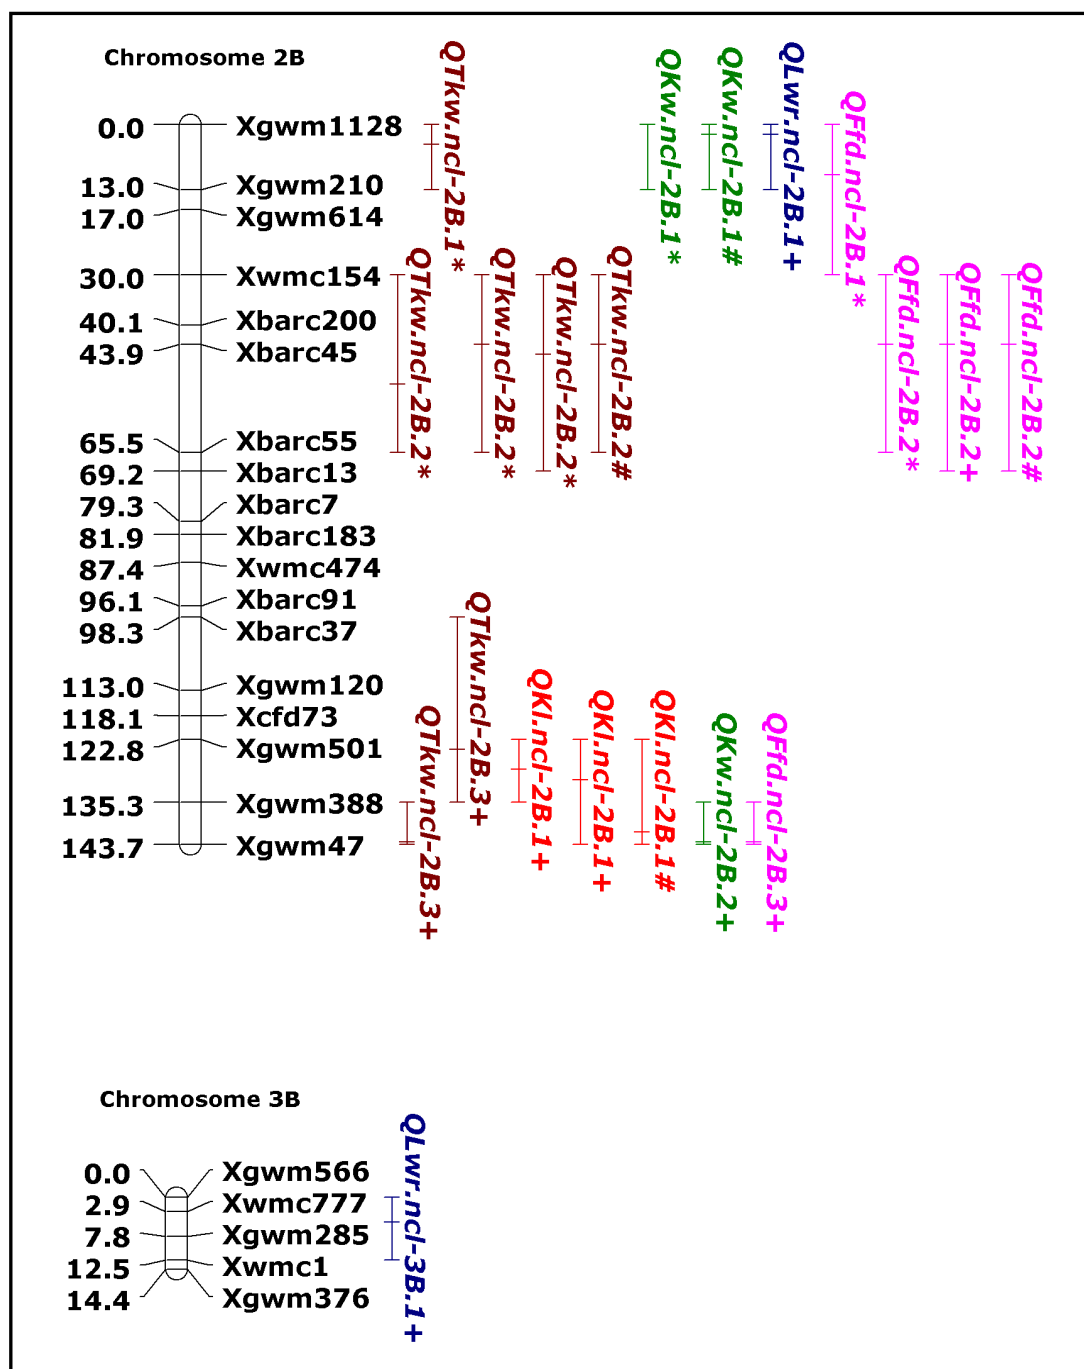 Chromosome 2B
0.0 Xgwm1128
13.0 Xgwm210
17.0 Xgwm614
30.0 Xwmc154
40.1 Xbarc200
43.9 Xbarc45
65.5 Xbarc55
69.2 Xbarc13
79.3 Xbarc7
81.9 Xbarc183
87.4 Xwmc474
96.1 Xbarc91
98.3 Xbarc37
113.0 Xgwm120
118.1 Xcfd73
122.8 Xgwm501
135.3 Xgwm388
143.7 Xgwm47
QTkw.ncl-2B.1*
QKw.ncl-2B.1*
QKw.ncl-2B.1#
QLwr.ncl-2B.1+
QFfd.ncl-2B.1*
QTkw.ncl-2B.2*
QTkw.ncl-2B.2*
QTkw.ncl-2B.2*
QTkw.ncl-2B.2#
QFfd.ncl-2B.2*
QFfd.ncl-2B.2+
QFfd.ncl-2B.2#
QTkw.ncl-2B.3+
QTkw.ncl-2B.3+
QKl.ncl-2B.1+
QKl.ncl-2B.1+
QKl.ncl-2B.1#
QKw.ncl-2B.2+
QFfd.ncl-2B.3+
Chromosome 3B
0.0 Xgwm566
2.9 Xwmc777
7.8 Xgwm285
12.5 Xwmc1
14.4 Xgwm376
QLwr.ncl-3B.1+